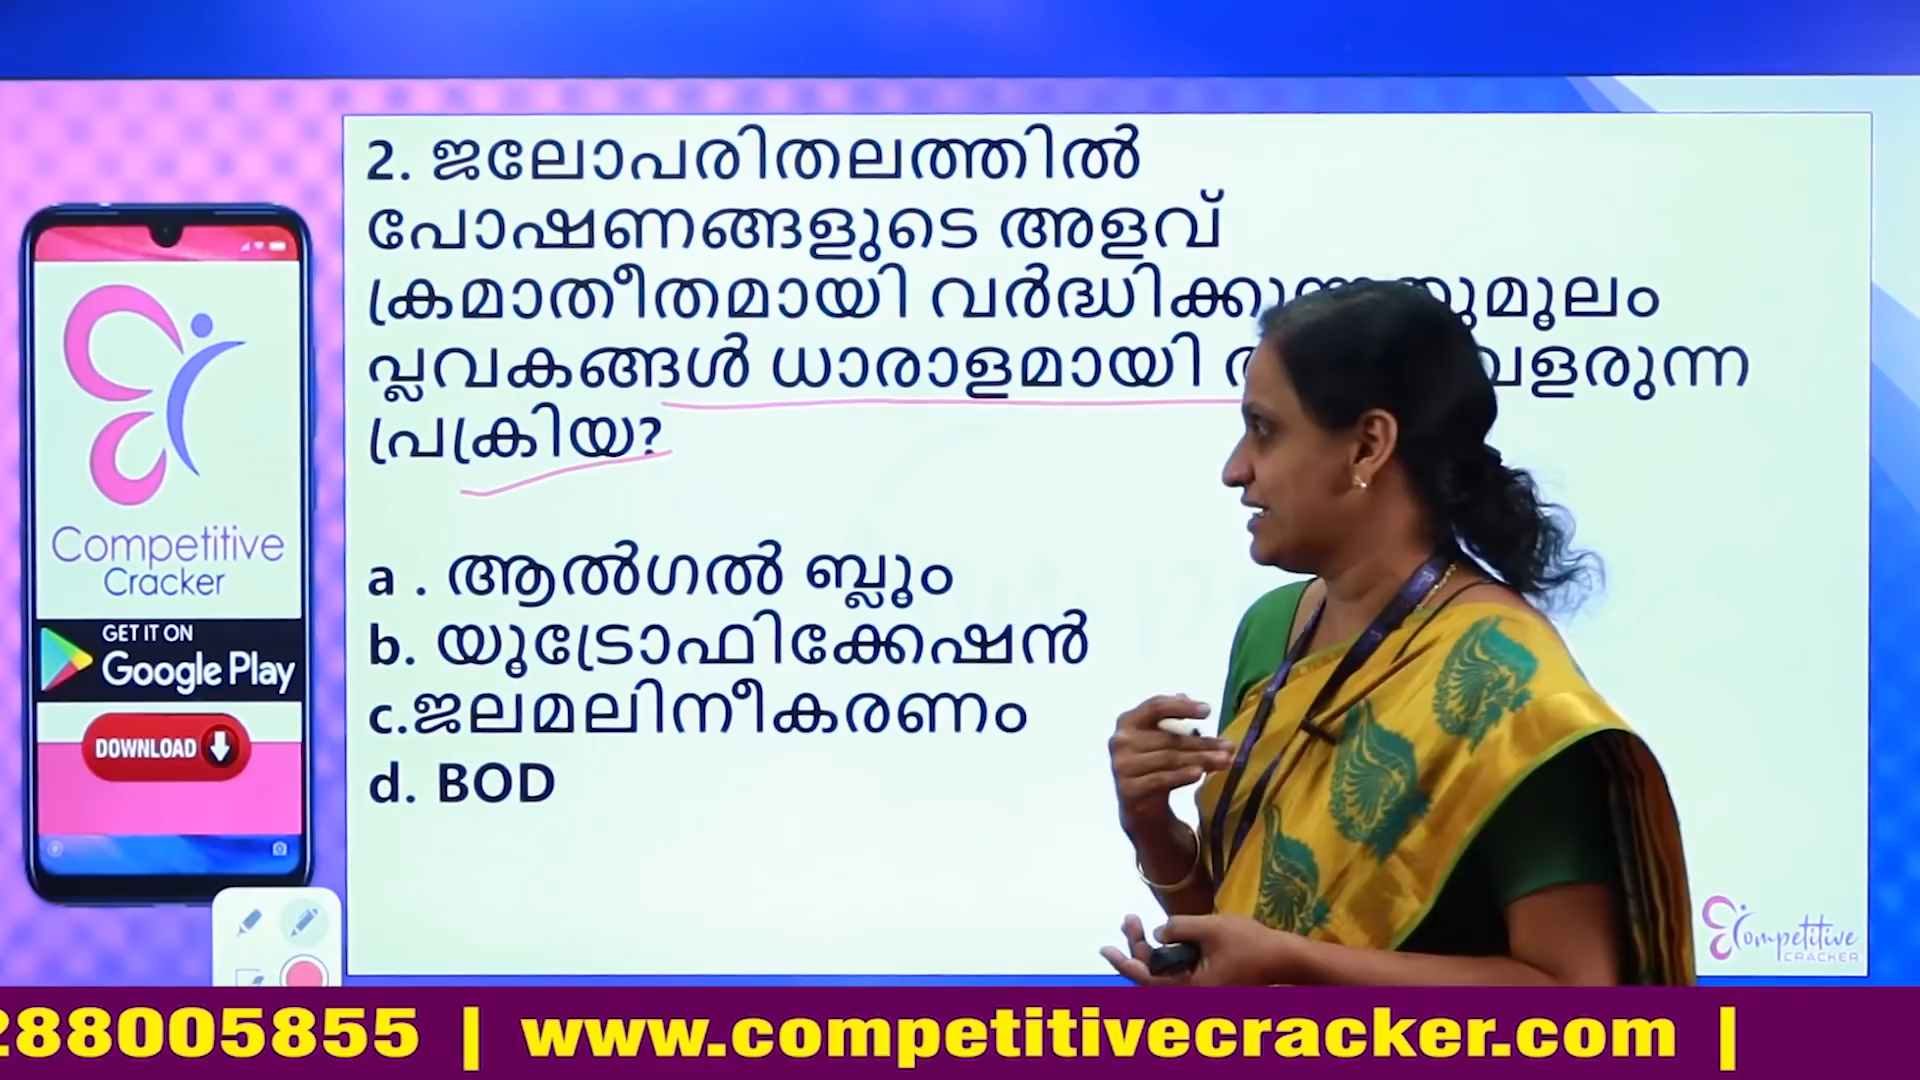 2. ജലോപരിതലത്തിൽ
പോഷണങ്ങളുടെ അളവ്
ക്രമാതീതമായി മൂലം
പ്ലവകങ്ങൾ ധാരാളമായി വളരുന്ന
പ്രക്രിയ?
a . ആൽഗൽ ബ്ലൂം
b. യൂട്രോഫിക്കേഷൻ
c.ജലമലിനീകരണം
d. BOD
Competitive
Cracker
GET IT ON
Google Play
DOWNLOAD
Competitive
CRACKER
288005855 | www.competitivecracker.com |